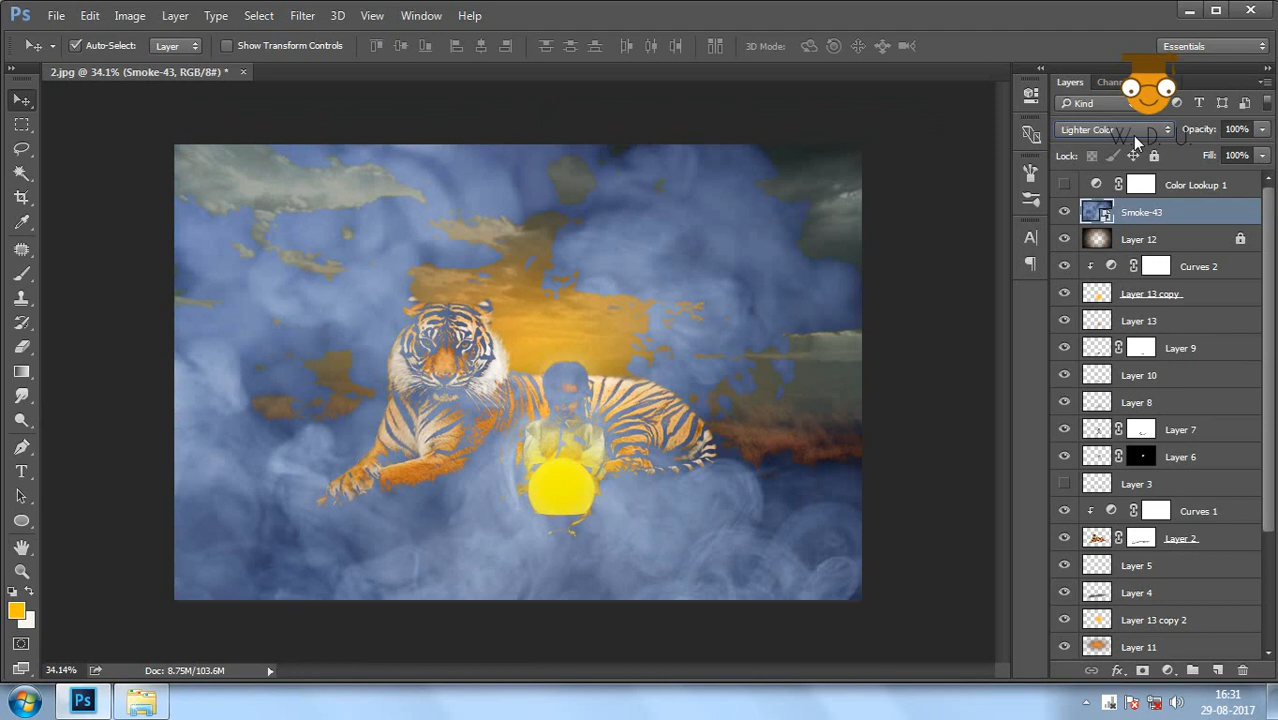 Ps File Edit Image Layer Type Select Filter 3D View Window Help
Auto-Select: Layer Show Transform Controls 3D Mode: Essentials
2.jpg @ 34.1% (Smoke-43, RGB/8#) *
Layers
Kind
Lighter Color Opacity: 100%
W. D. U.
Lock: Fill: 100%
Color Lookup 1
Smoke-43
Layer 12
Curves 2
Layer 13 copy
Layer 13
Layer 9
Layer 10
Layer 8
Layer 7
Layer 6
Layer 3
Curves 1
Layer 2
Layer 5
Layer 4
Layer 13 copy 2
Layer 11
34.14% Doc: 8.75M/103.6M
Ps
16:31
29-08-2017